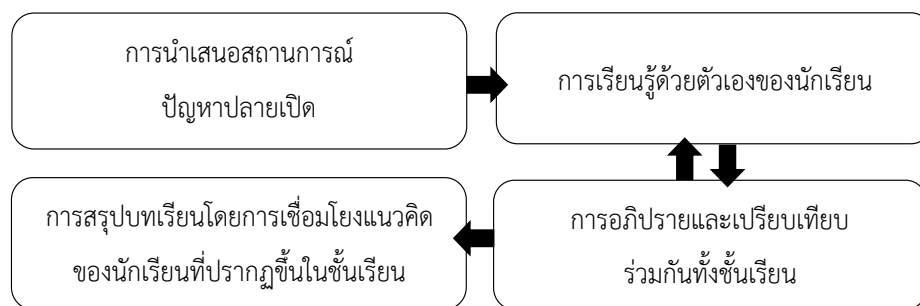 การนำเสนอสถานการณ์
ปัญหาปลายเปิด
การเรียนรู้ด้วยตัวเองของนักเรียน
การอภิปรายและเปรียบเทียบ
ร่วมกันทั้งชั้นเรียน
การสรุปบทเรียนโดยการเชื่อมโยงแนวคิด
ของนักเรียนที่ปรากฏขึ้นในชั้นเรียน